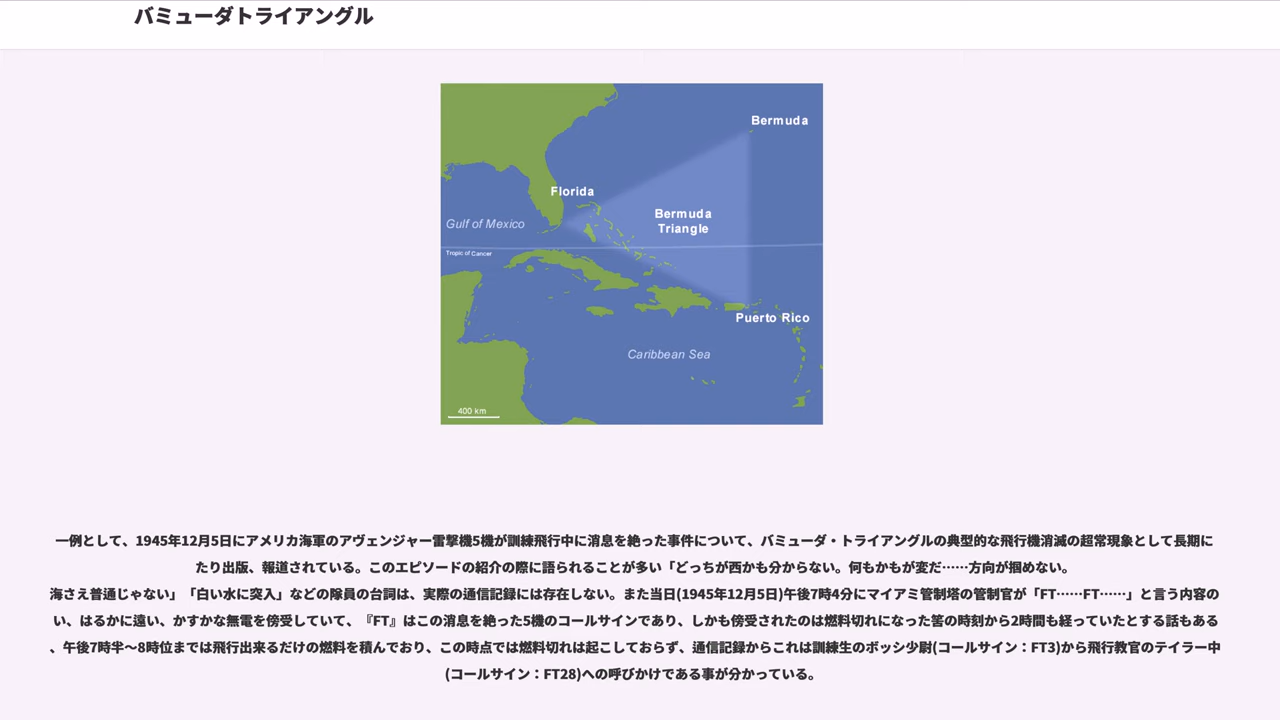 バミューダトライアングル
Bermuda
Florida
Bermuda
Triangle
Gulf of Mexico
Tropic of Cancer
Puerto Rico
Caribbean Sea
400 km
一例として、1945年12月5日にアメリカ海軍のアヴェンジャー雷撃機5機が訓練飛行中に消息を絶った事件について、バミューダ・トライアングルの典型的な飛行機消滅の超常現象として長期に
たり出版、報道されている。このエピソードの紹介の際に語られることが多い「どっちが西かも分からない。何もかもが変だ……方向が掴めない。
海さえ普通じゃない」「白い水に突入」などの隊員の台詞は、実際の通信記録には存在しない。また当日(1945年12月5日)午後7時4分にマイアミ管制塔の管制官が「FT……FT……」と言う内容の
い、はるかに遠い、かすかな無電を傍受していて、『FT』はこの消息を絶った5機のコールサインであり、しかも傍受されたのは燃料切れになった筈の時刻から2時間も経っていたとする話もある
、午後7時半〜8時位までは飛行出来るだけの燃料を積んでおり、この時点では燃料切れは起こしておらず、通信記録からこれは訓練生のボッシ少尉(コールサイン：FT3)から飛行教官のテイラー中
(コールサイン：FT28)への呼びかけである事が分かっている。